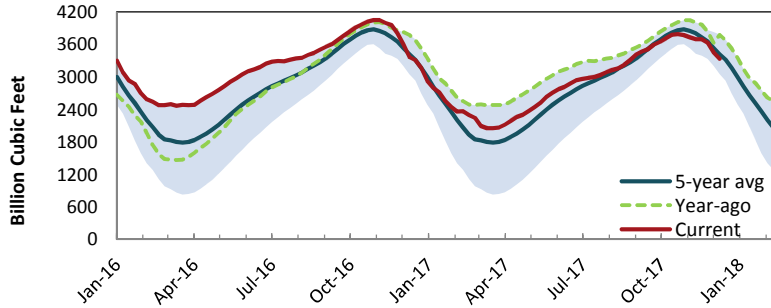 Billion Cubic Feet
4200
3600
3000
2400
1800
1200
600
0
Jan-16
Apr-16
Jul-16
Oct-16
Jan-17
Apr-17
Jul-17
Oct-17
Jan-18
5-year avg
Year-ago
Current